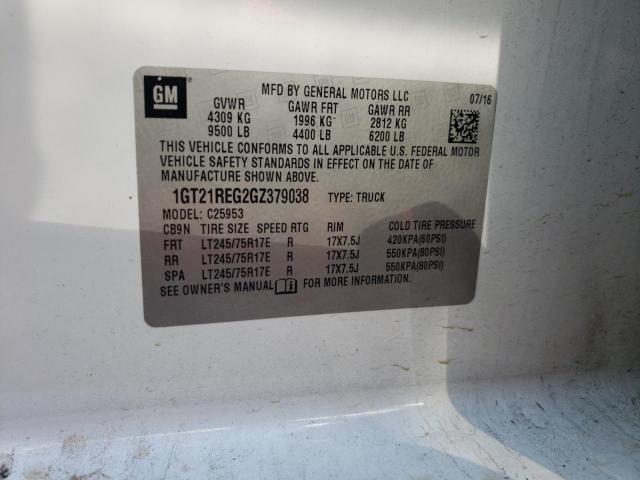 GM
MFD BY GENERAL MOTORS LLC
07/16
GVWR GAWR FRT GAWR RR
4309 KG 1996 KG 2812 KG
9500 LB 4400 LB 6200 LB
THIS VEHICLE CONFORMS TO ALL APPLICABLE U.S. FEDERAL MOTOR
VEHICLE SAFETY STANDARDS IN EFFECT ON THE DATE OF
MANUFACTURE SHOWN ABOVE.
1GT21REG2GZ379038 TYPE: TRUCK
MODEL: C25953
CB9N TIRE SIZE SPEED RTG RIM COLD TIRE PRESSURE
FRT LT245/75R17E R 17X7.5J 420KPA(60PSI)
RR LT245/75R17E R 17X7.5J 550KPA(80PSI)
SPA LT245/75R17E R 17X7.5J 550KPA(80PSI)
SEE OWNER'S MANUAL i FOR MORE INFORMATION.